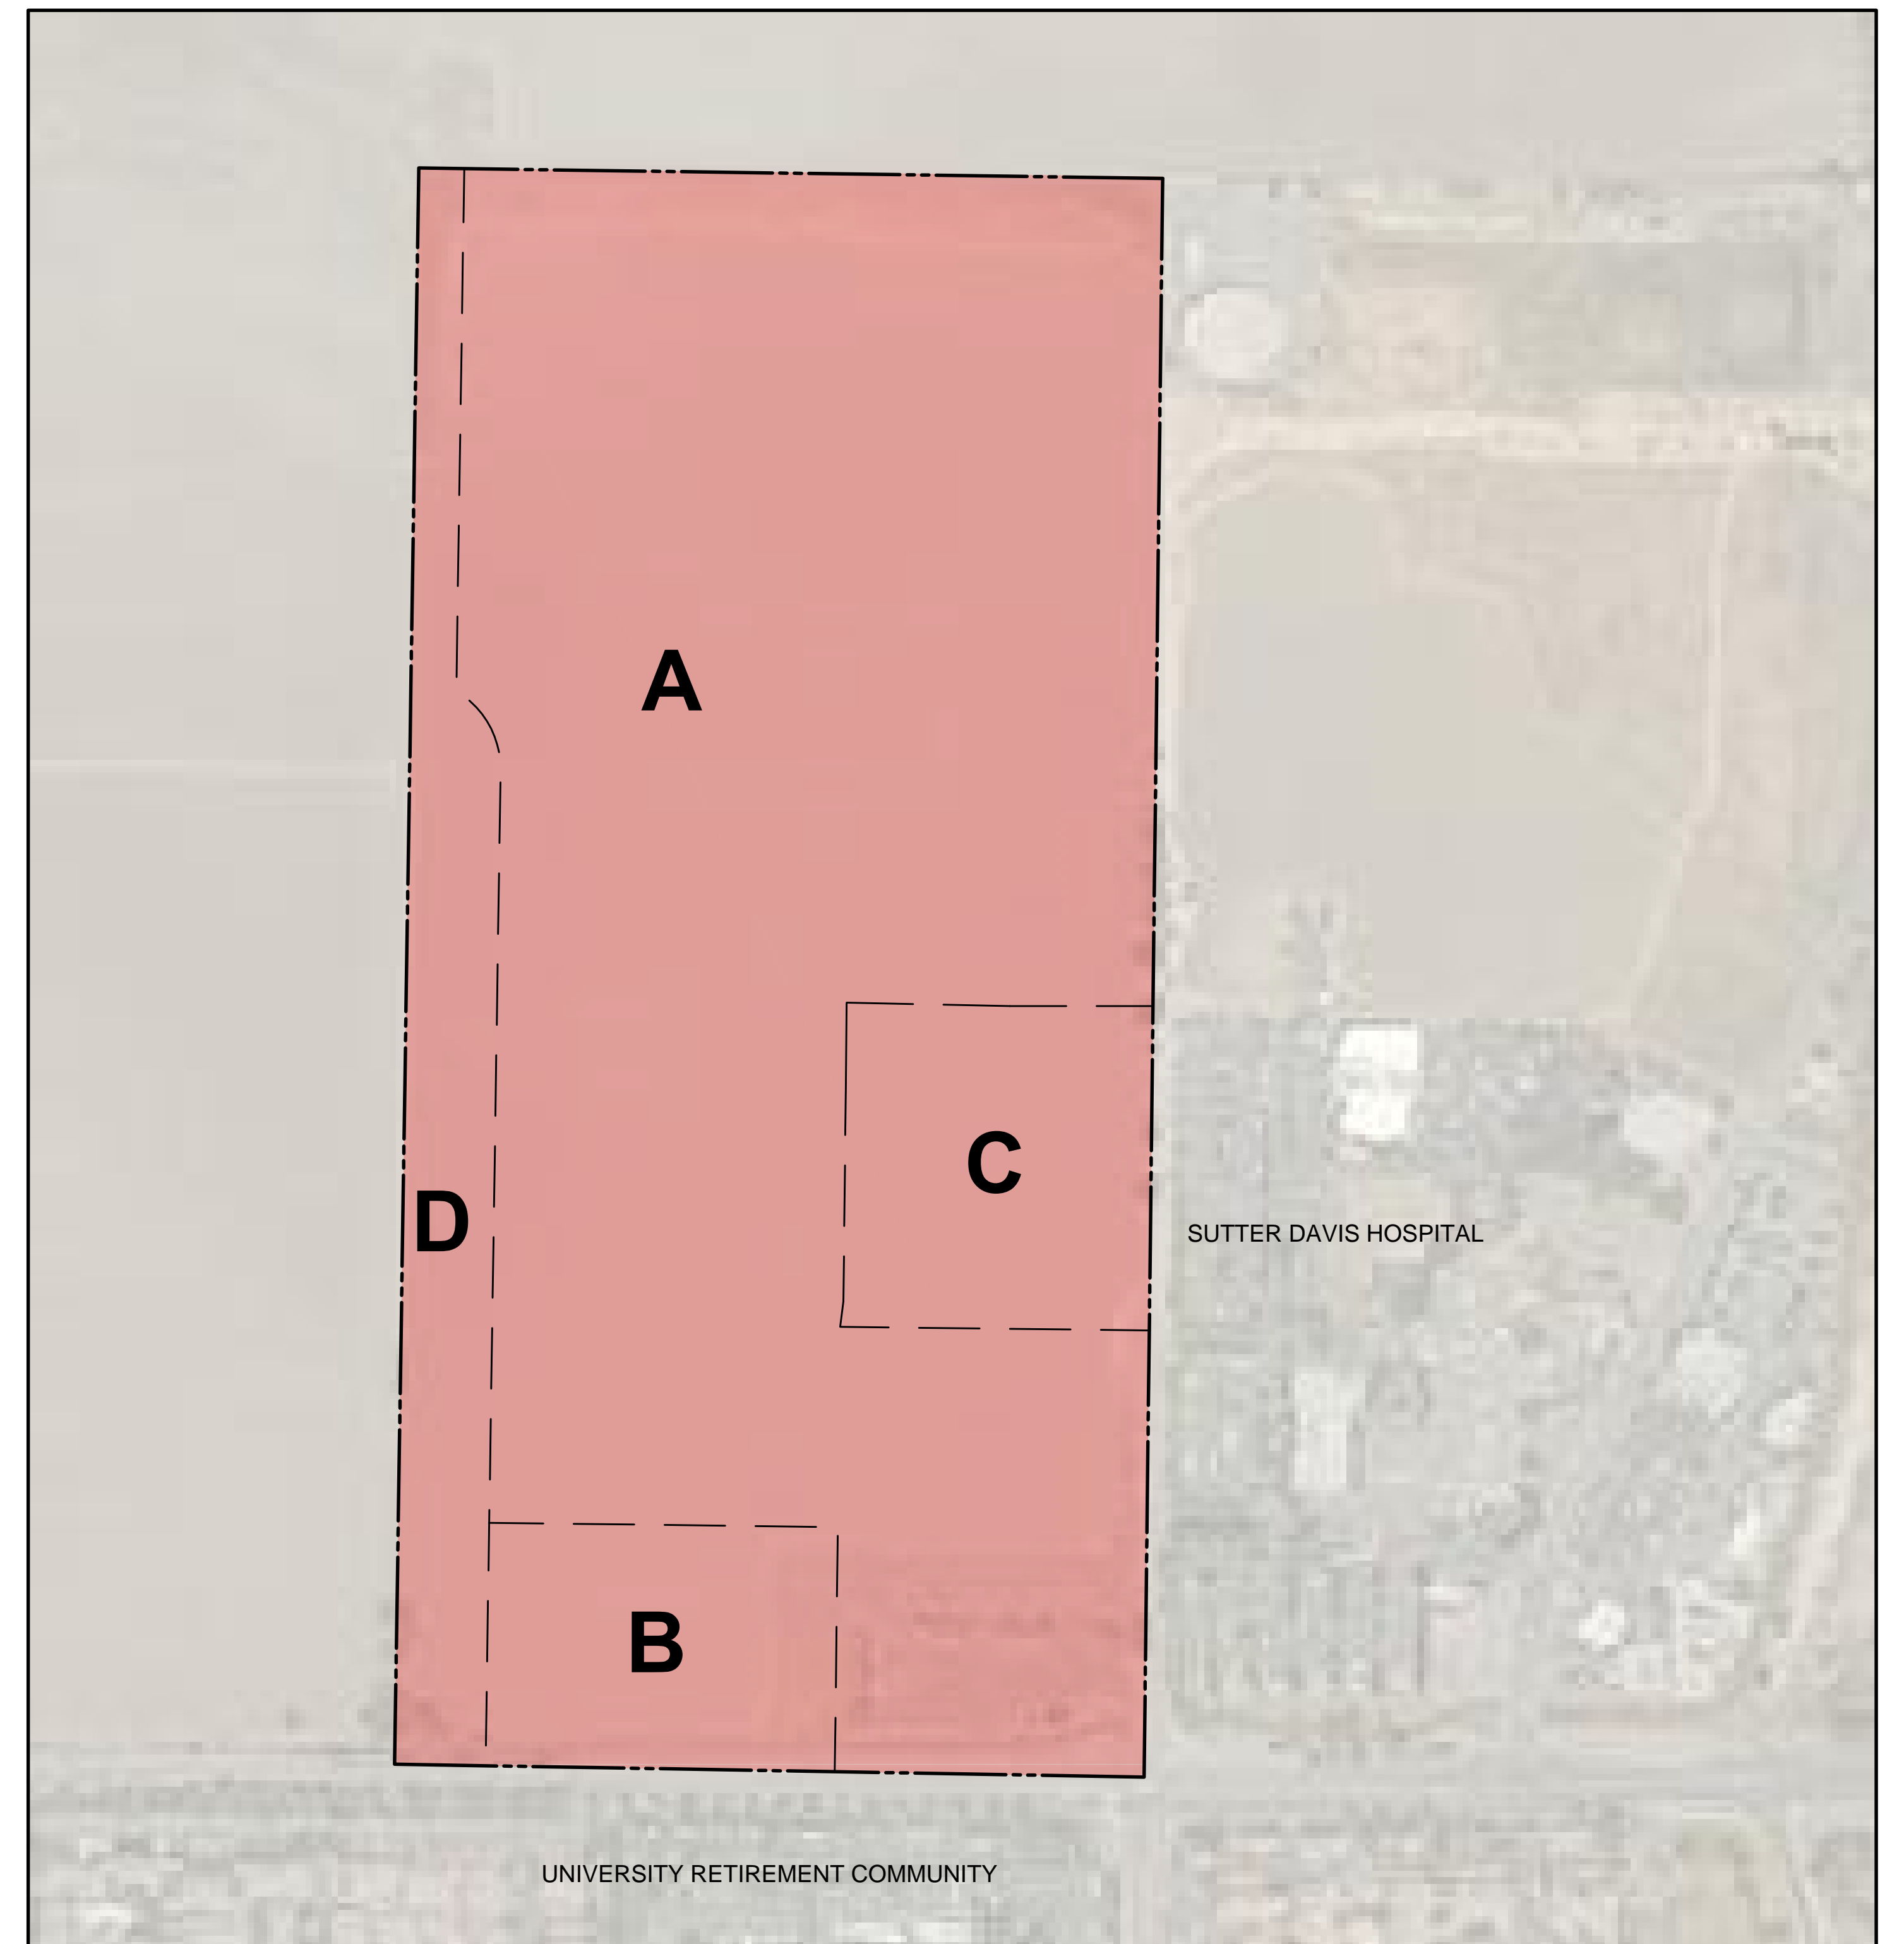 A
C
D
SUTTER DAVIS HOSPITAL
B
UNIVERSITY RETIREMENT COMMUNITY